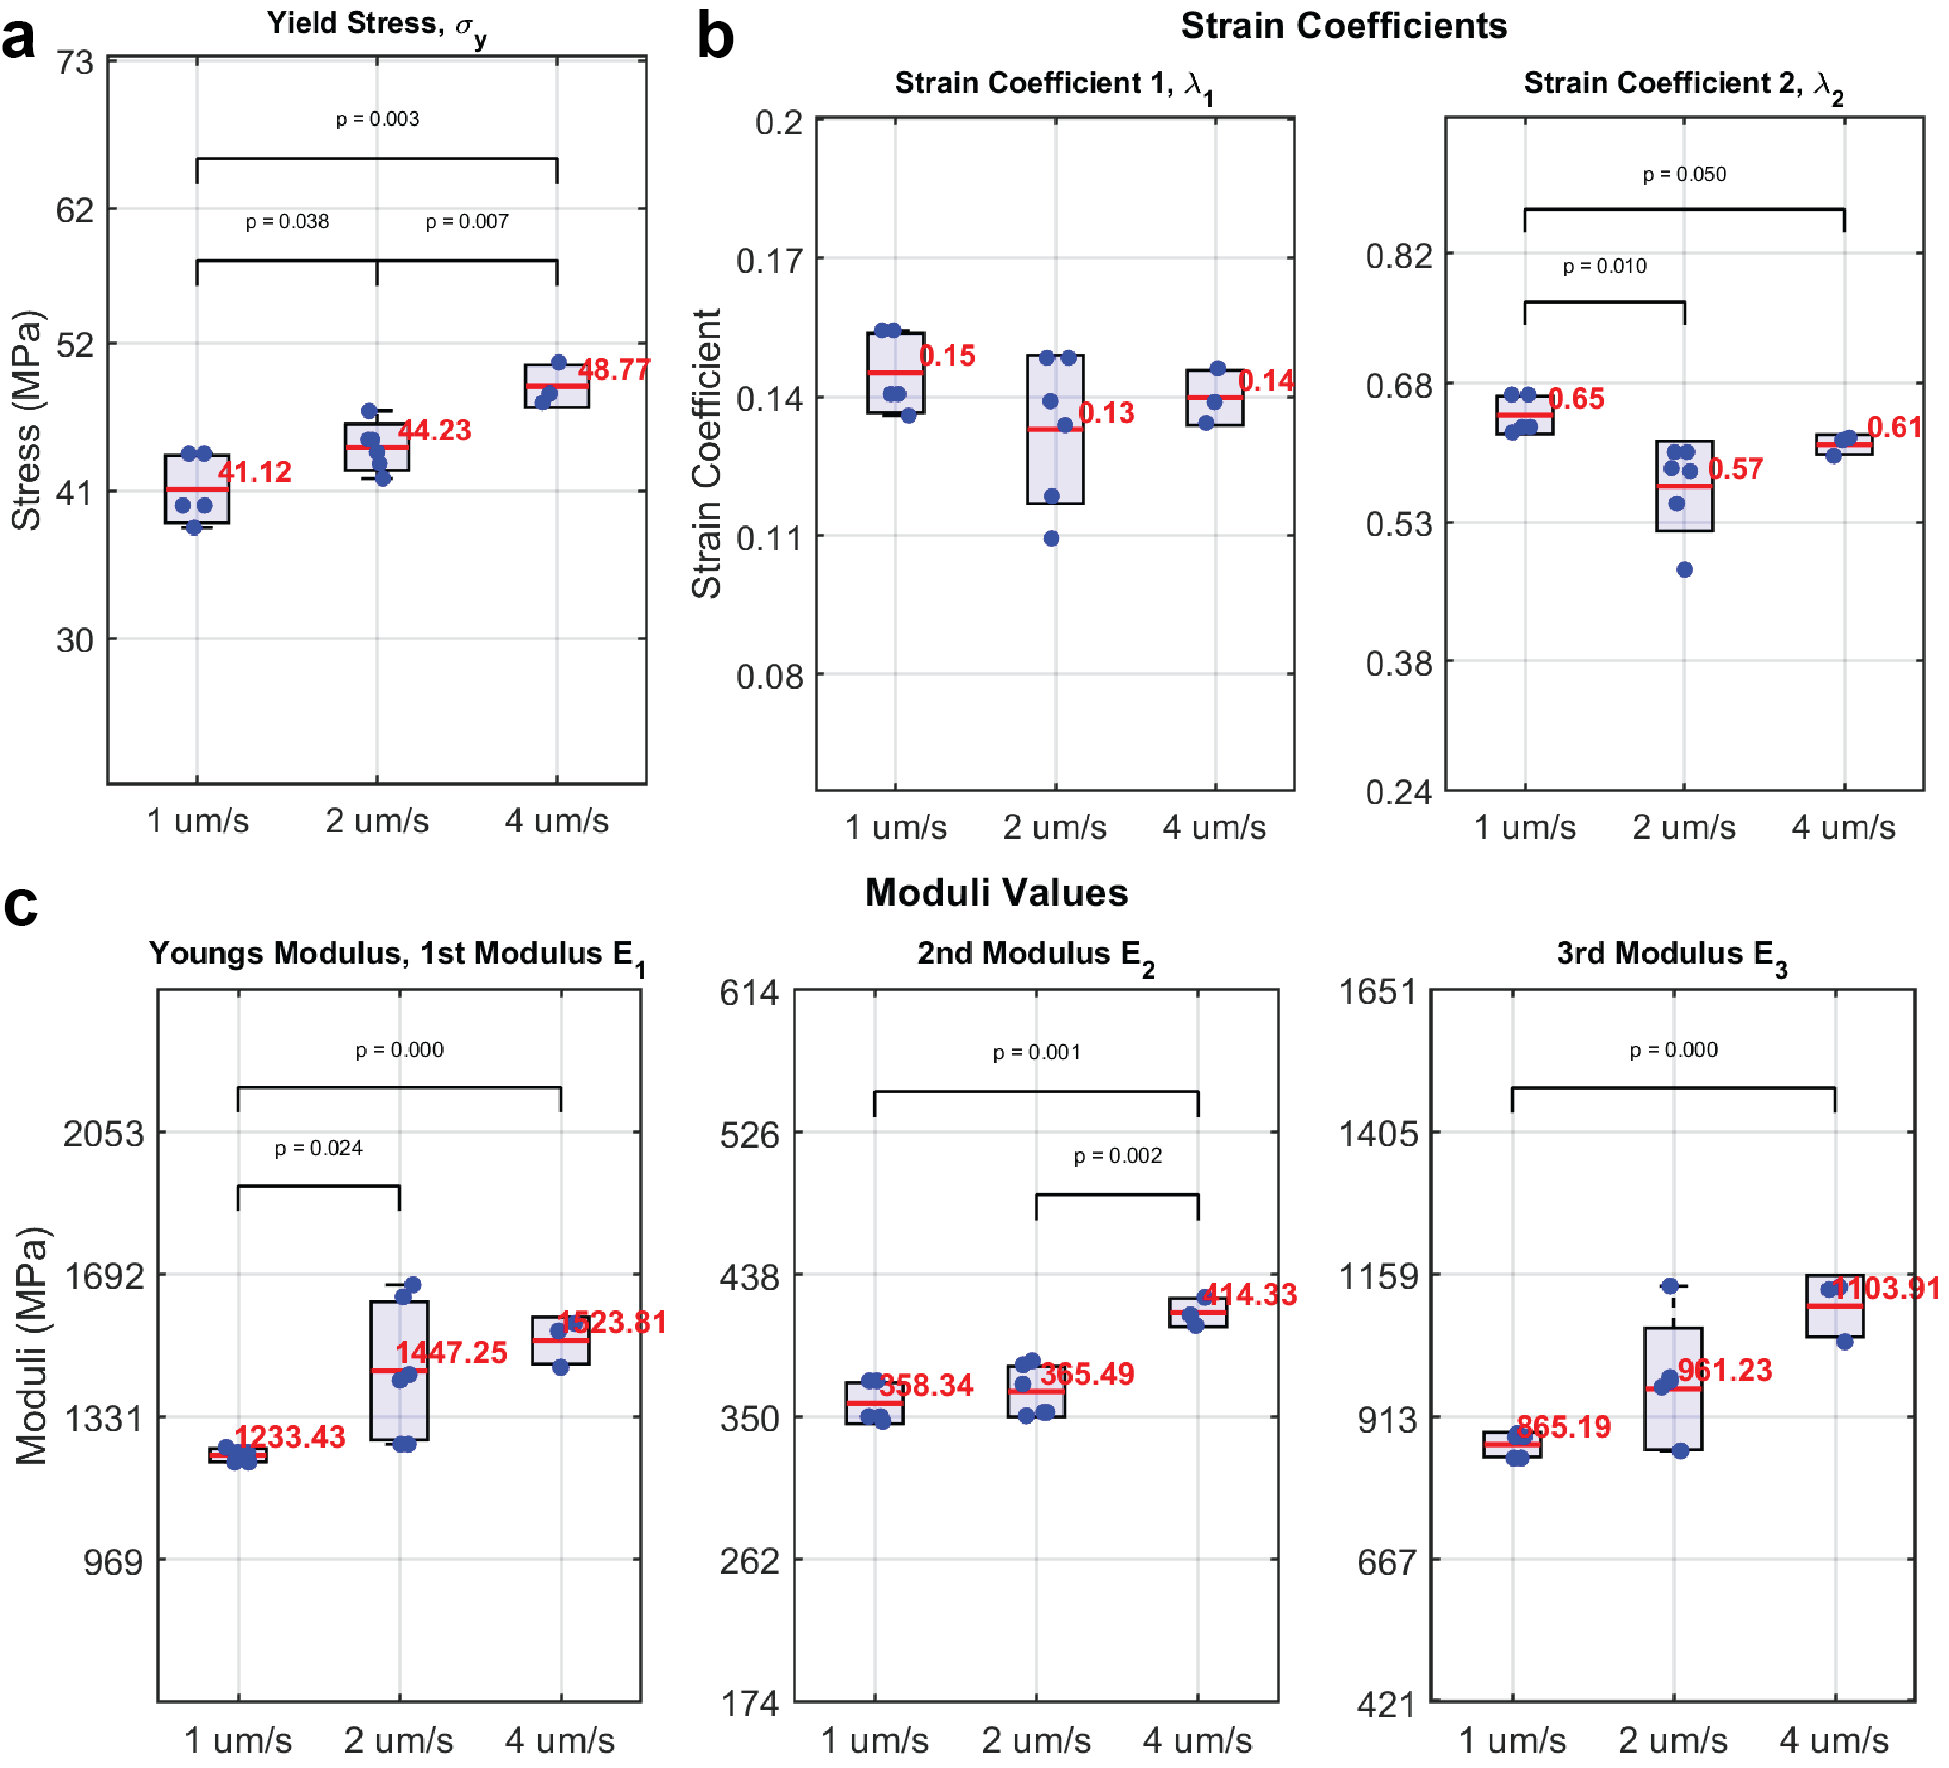 a
Yield Stress, σy
73
62
52
41
30
Stress (MPa)
p = 0.003
p = 0.038
p = 0.007
41.12
44.23
48.77
1 um/s
2 um/s
4 um/s
b
Strain Coefficients
Strain Coefficient 1, λ1
0.2
0.17
0.14
0.11
0.08
Strain Coefficient
0.15
0.13
0.14
1 um/s
2 um/s
4 um/s
Strain Coefficient 2, λ2
0.82
0.68
0.53
0.38
0.24
p = 0.050
p = 0.010
0.65
0.57
0.61
1 um/s
2 um/s
4 um/s
c
Moduli Values
Youngs Modulus, 1st Modulus E1
2053
1692
1331
969
Moduli (MPa)
p = 0.000
p = 0.024
1233.43
1447.25
1523.81
1 um/s
2 um/s
4 um/s
2nd Modulus E2
614
526
438
350
262
174
p = 0.001
p = 0.002
358.34
365.49
414.33
1 um/s
2 um/s
4 um/s
3rd Modulus E3
1651
1405
1159
913
667
421
p = 0.000
865.19
961.23
1103.91
1 um/s
2 um/s
4 um/s